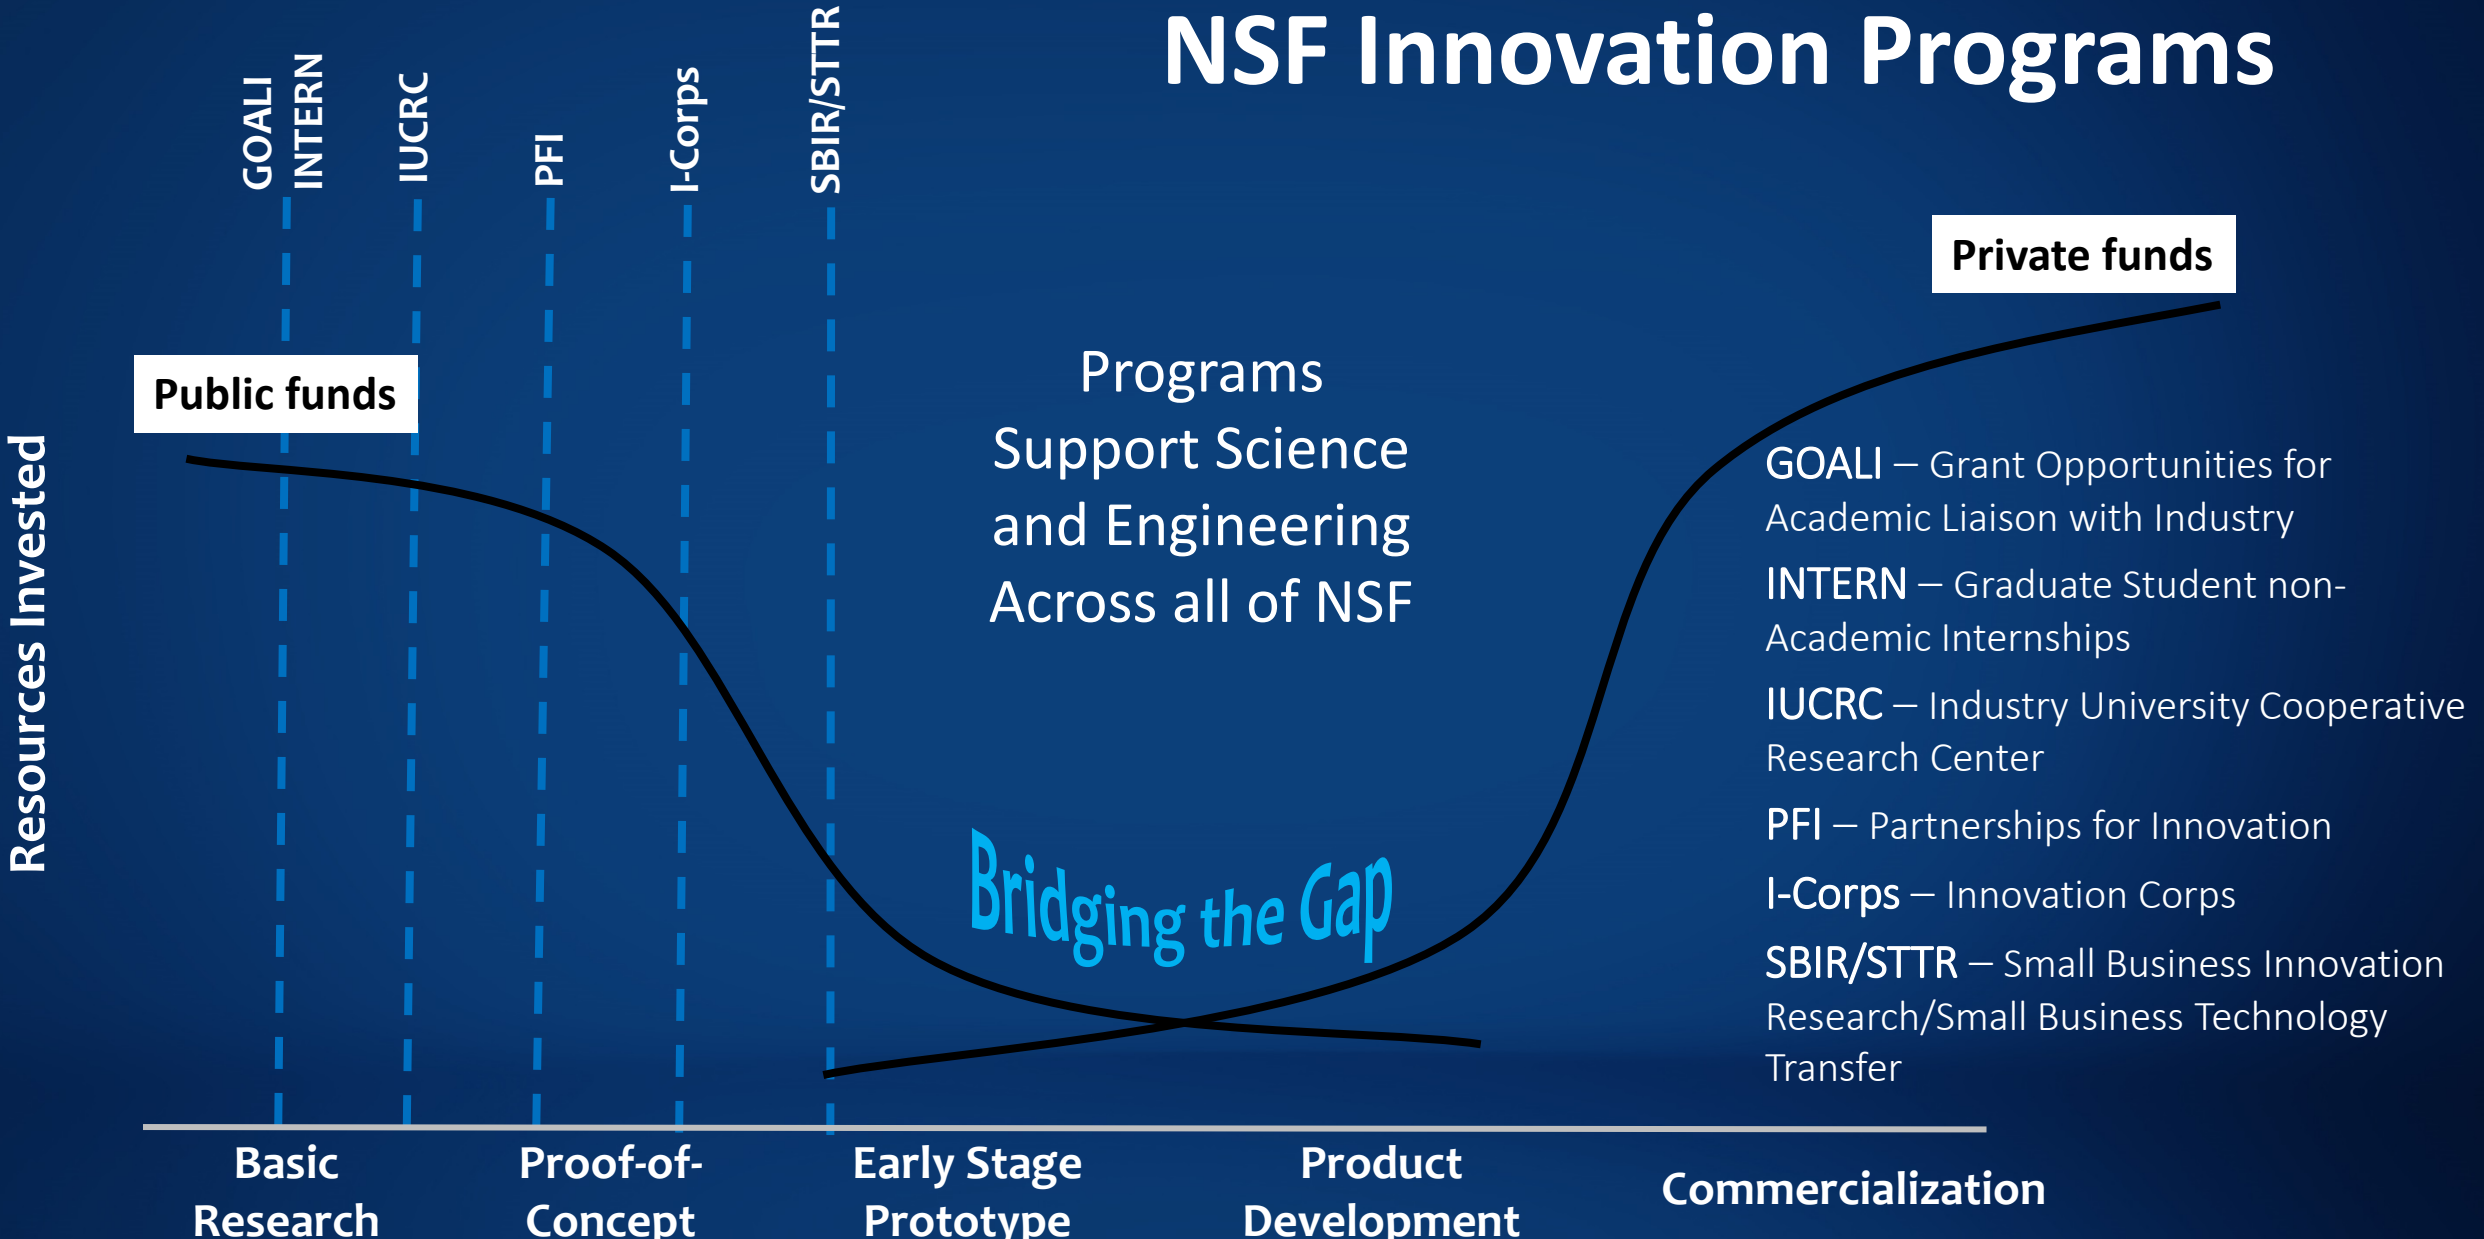 NSF Innovation Programs
GOALI
INTERN
IUCRC
PFI
I-Corps
SBIR/STTR
Private funds
Public funds
Resources Invested
Programs
Support Science
and Engineering
Across all of NSF
Bridging the Gap
GOALI – Grant Opportunities for
Academic Liaison with Industry
INTERN – Graduate Student non-
Academic Internships
IUCRC – Industry University Cooperative
Research Center
PFI – Partnerships for Innovation
I-Corps – Innovation Corps
SBIR/STTR – Small Business Innovation
Research/Small Business Technology
Transfer
Basic
Research
Proof-of-
Concept
Early Stage
Prototype
Product
Development
Commercialization